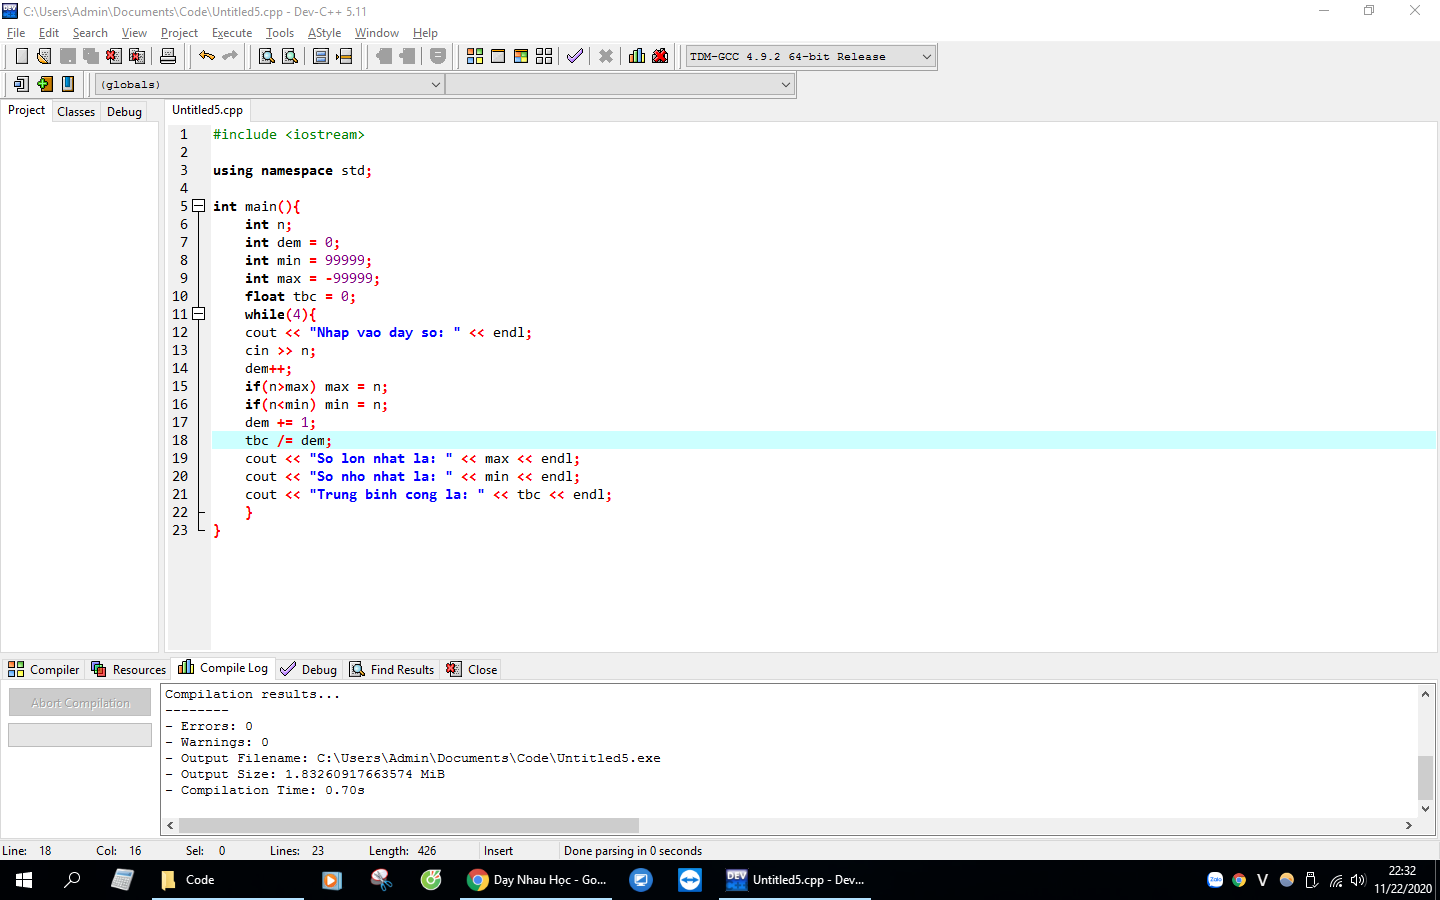 C:\Users\Admin\Documents\Code\Untitled5.cpp - Dev-C++ 5.11
File Edit Search View Project Execute Tools AStyle Window Help
TDM-GCC 4.9.2 64-bit Release
(globals)
Project Classes Debug Untitled5.cpp
1 #include <iostream>
2
3 using namespace std;
4
5 int main(){
6 int n;
7 int dem = 0;
8 int min = 99999;
9 int max = -99999;
10 float tbc = 0;
11 while(4){
12 cout << "Nhap vao day so: " << endl;
13 cin >> n;
14 dem++;
15 if(n>max) max = n;
16 if(n<min) min = n;
17 dem += 1;
18 tbc /= dem;
19 cout << "So lon nhat la: " << max << endl;
20 cout << "So nho nhat la: " << min << endl;
21 cout << "Trung binh cong la: " << tbc << endl;
22 }
23 }
Compiler Resources Compile Log Debug Find Results Close
Abort Compilation
Compilation results...
--------
- Errors: 0
- Warnings: 0
- Output Filename: C:\Users\Admin\Documents\Code\Untitled5.exe
- Output Size: 1.83260917663574 MiB
- Compilation Time: 0.70s
Line: 18 Col: 16 Sel: 0 Lines: 23 Length: 426 Insert Done parsing in 0 seconds
Code Dạy Nhau Học - Go... DEV Untitled5.cpp - Dev... Zalo V 22:32
11/22/2020